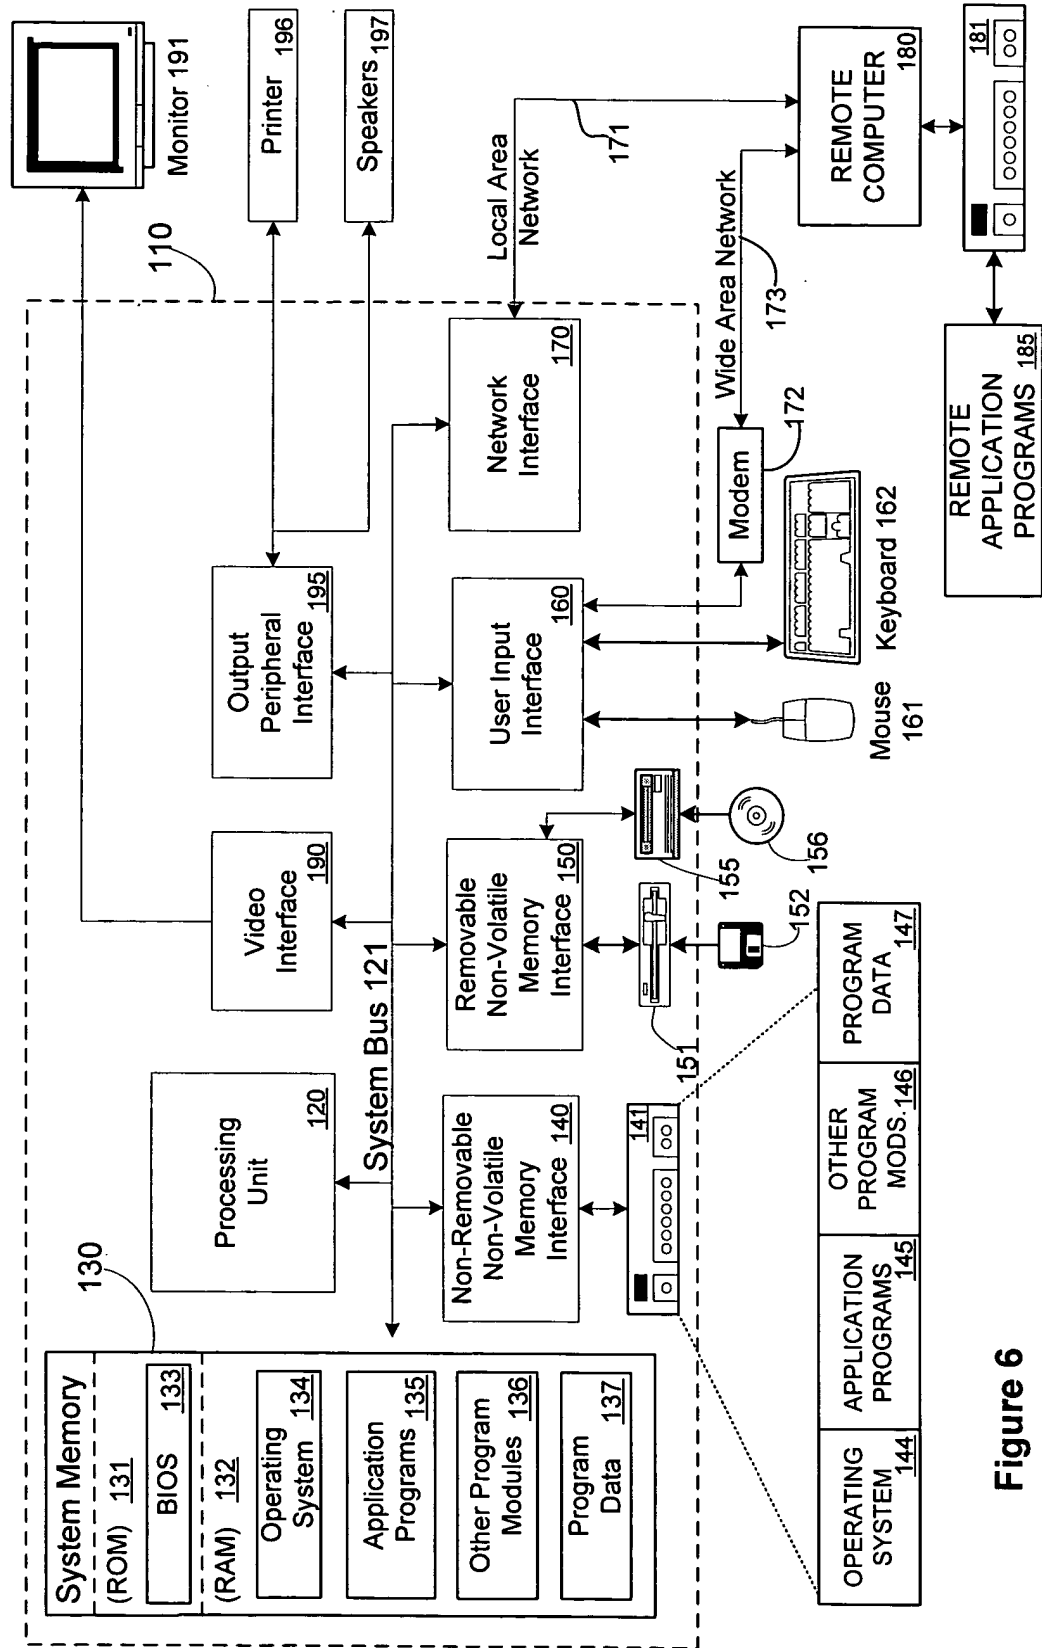 System Memory
(ROM) 131
BIOS 133
(RAM) 132
Operating
System 134
Application
Programs 135
Other Program
Modules 136
Program
Data 137
130
Processing
Unit
120
Video
Interface
190
Output
Peripheral
Interface 195
110
Monitor 191
Printer 196
Speakers 197
System Bus 121
Non-Removable
Non-Volatile
Memory
Interface 140
Removable
Non-Volatile
Memory
Interface 150
User Input
Interface 160
Network
Interface
170
Local Area
Network
171
141
151
152
155
156
Mouse
161
Keyboard 162
Modem
172
Wide Area Network
173
REMOTE
COMPUTER
180
181
REMOTE
APPLICATION
PROGRAMS 185
OPERATING
SYSTEM 144
APPLICATION
PROGRAMS 145
OTHER
PROGRAM
MODS. 146
PROGRAM
DATA 147
Figure 6